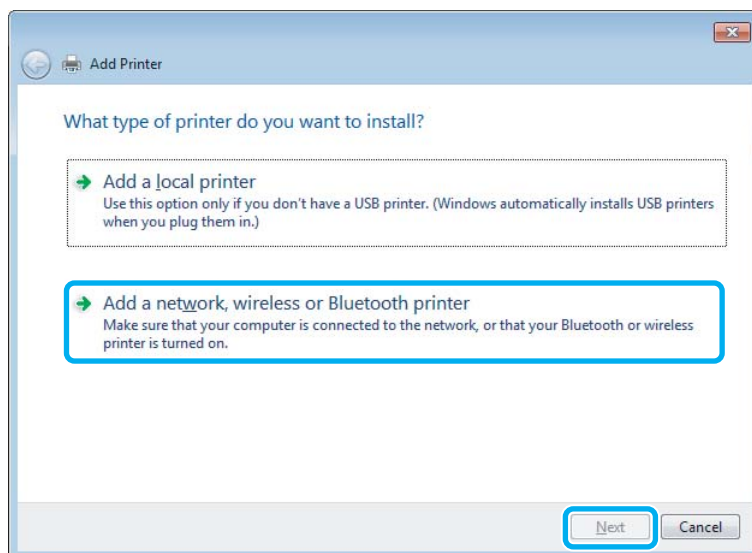 Add Printer
What type of printer do you want to install?
Add a local printer
Use this option only if you don't have a USB printer. (Windows automatically installs USB printers
when you plug them in.)
Add a network, wireless or Bluetooth printer
Make sure that your computer is connected to the network, or that your Bluetooth or wireless
printer is turned on.
Next
Cancel